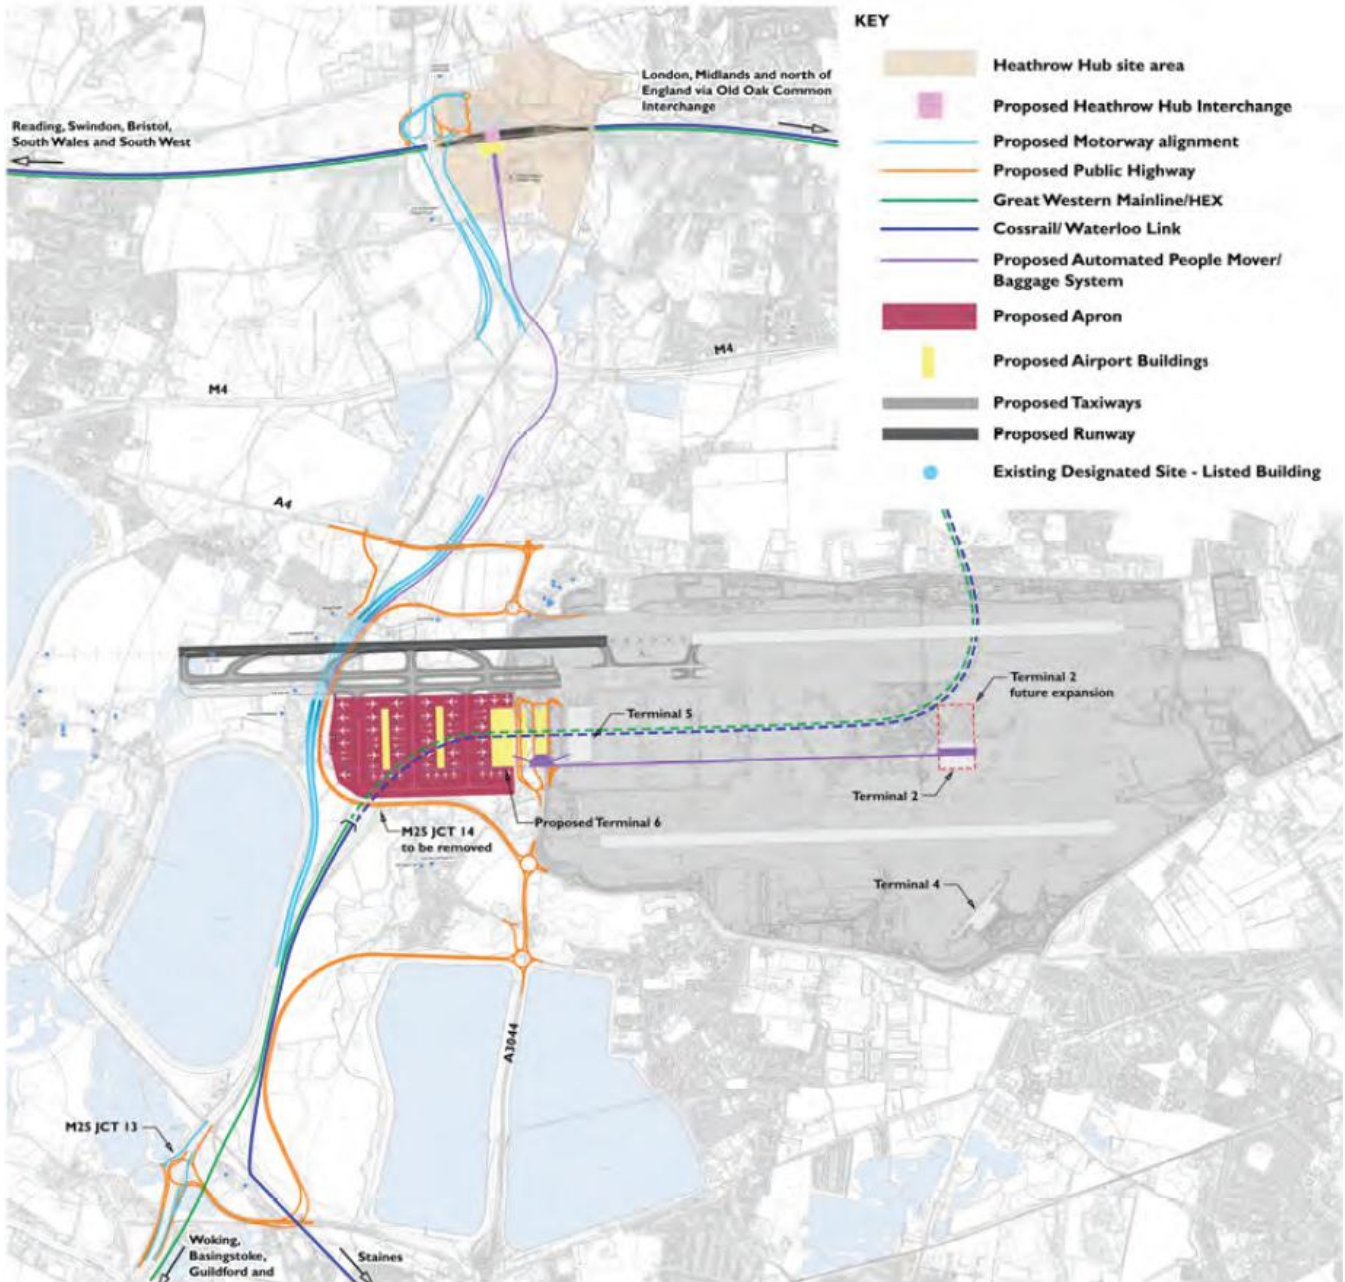 KEY
Heathrow Hub site area
Proposed Heathrow Hub Interchange
Proposed Motorway alignment
Proposed Public Highway
Great Western Mainline/HEX
Cossrail/ Waterloo Link
Proposed Automated People Mover/
Baggage System
Proposed Apron
Proposed Airport Buildings
Proposed Taxiways
Proposed Runway
Existing Designated Site - Listed Building
London, Midlands and north of
England via Old Oak Common
Interchange
Reading, Swindon, Bristol,
South Wales and South West
M4
M4
A4
Terminal 2
future expansion
Terminal 5
Terminal 2
Proposed Terminal 6
M25 JCT 14
to be removed
Terminal 4
A3044
M25 JCT 13
Woking,
Basingstoke,
Guildford and
Staines